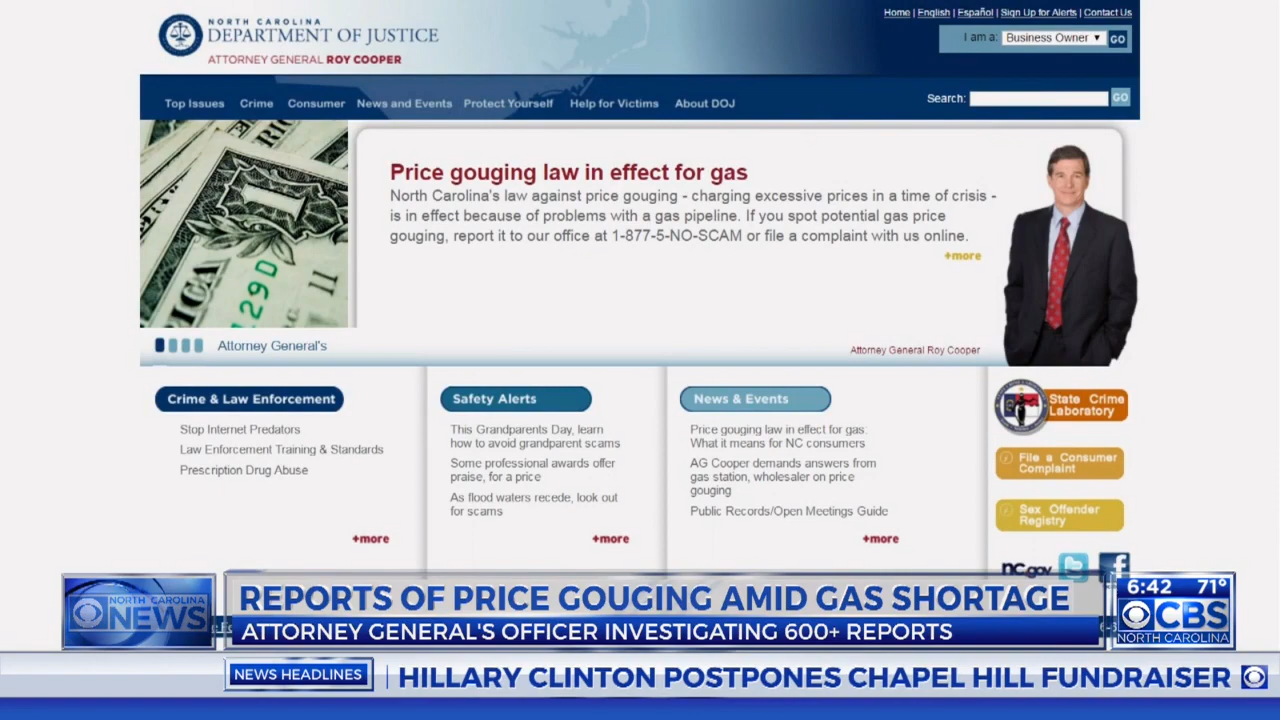 Home | English | Español | Sign Up for Alerts | Contact Us
NORTH CAROLINA
DEPARTMENT OF JUSTICE
ATTORNEY GENERAL ROY COOPER
I am a: Business Owner GO
Top Issues Crime Consumer News and Events Protect Yourself Help for Victims About DOJ
Search: GO
Price gouging law in effect for gas
North Carolina's law against price gouging - charging excessive prices in a time of crisis -
is in effect because of problems with a gas pipeline. If you spot potential gas price
gouging, report it to our office at 1-877-5-NO-SCAM or file a complaint with us online.
+more
Attorney General's
Attorney General Roy Cooper
Crime & Law Enforcement
Stop Internet Predators
Law Enforcement Training & Standards
Prescription Drug Abuse
+more
Safety Alerts
This Grandparents Day, learn
how to avoid grandparent scams
Some professional awards offer
praise, for a price
As flood waters recede, look out
for scams
+more
News & Events
Price gouging law in effect for gas:
What it means for NC consumers
AG Cooper demands answers from
gas station, wholesaler on price
gouging
Public Records/Open Meetings Guide
+more
State Crime
Laboratory
File a Consumer
Complaint
Sex Offender
Registry
nc.gov
NORTH CAROLINA
NEWS
REPORTS OF PRICE GOUGING AMID GAS SHORTAGE
ATTORNEY GENERAL'S OFFICER INVESTIGATING 600+ REPORTS
6:42 71°
CBS
NORTH CAROLINA
NEWS HEADLINES
HILLARY CLINTON POSTPONES CHAPEL HILL FUNDRAISER